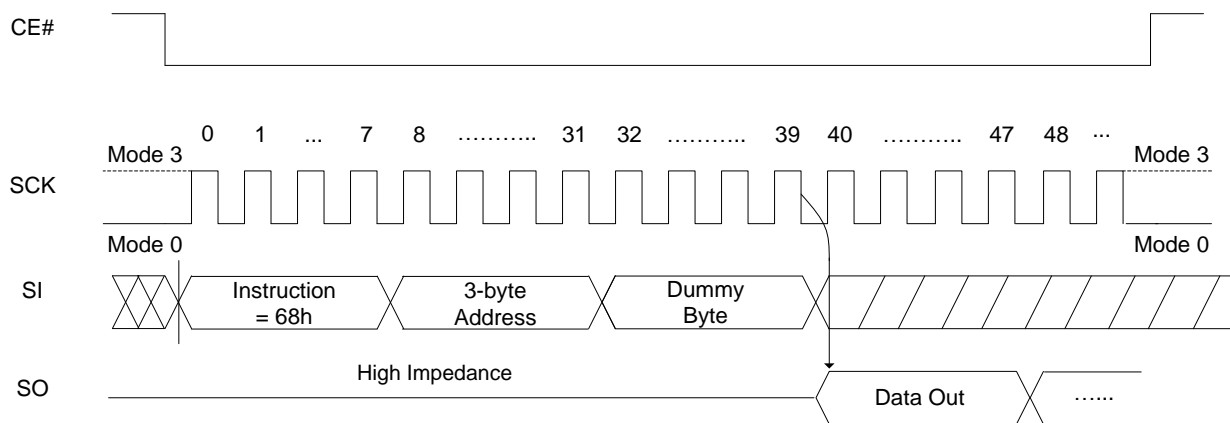 CE#
0 1 ... 7 8 ……….. 31 32 ……….. 39 40 ……….. 47 48 ...
Mode 3 Mode 3
SCK
Mode 0 Mode 0
SI
Instruction
= 68h
3-byte
Address
Dummy
Byte
High Impedance
SO
Data Out
…...